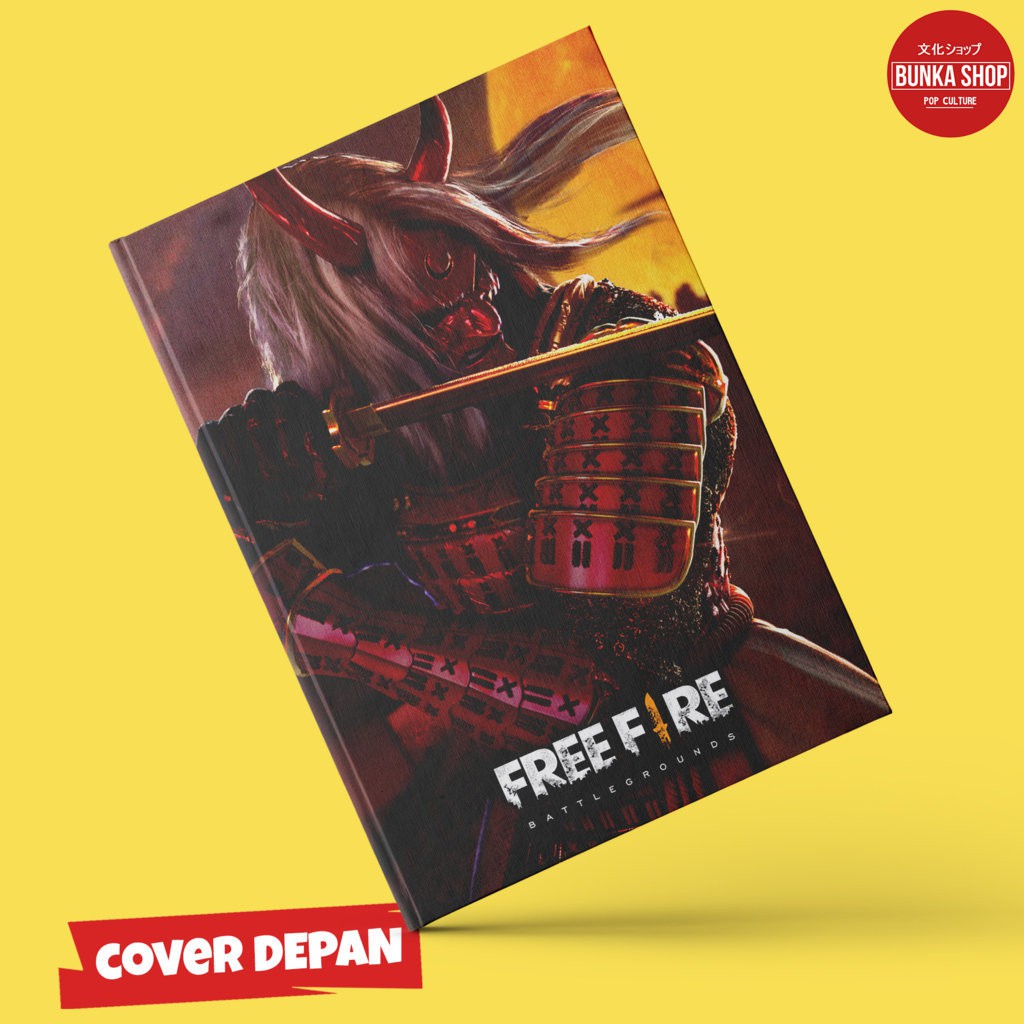 文化ショップ
BUNKA SHOP
POP CULTURE
FREE FIRE
BATTLEGROUNDS
COVER DEPAN